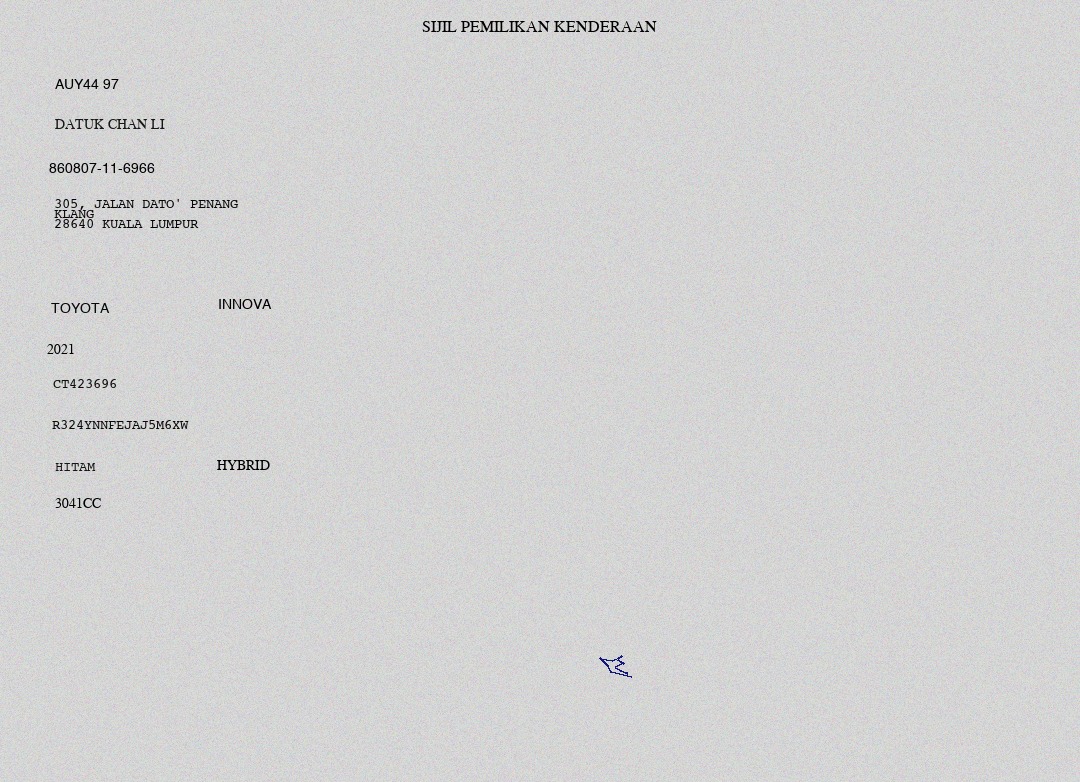 SIJIL PEMILIKAN KENDERAAN
AUY44 97
DATUK CHAN LI
860807-11-6966
305, JALAN DATO' PENANG
KLANG
28640 KUALA LUMPUR
TOYOTA INNOVA
2021
CT423696
R324YNNFEJAJ5M6XW
HITAM HYBRID
3041CC